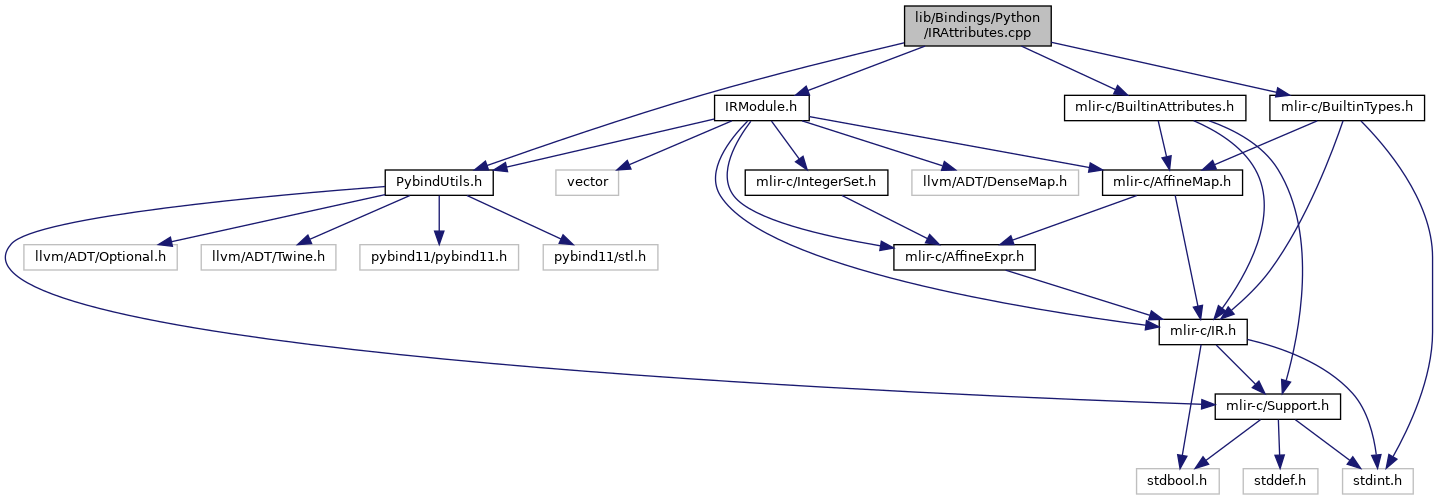 lib/Bindings/Python
/IRAttributes.cpp
IRModule.h
mlir-c/BuiltinAttributes.h
mlir-c/BuiltinTypes.h
PybindUtils.h
vector
mlir-c/IntegerSet.h
llvm/ADT/DenseMap.h
mlir-c/AffineMap.h
llvm/ADT/Optional.h
llvm/ADT/Twine.h
pybind11/pybind11.h
pybind11/stl.h
mlir-c/AffineExpr.h
mlir-c/IR.h
mlir-c/Support.h
stdbool.h
stddef.h
stdint.h